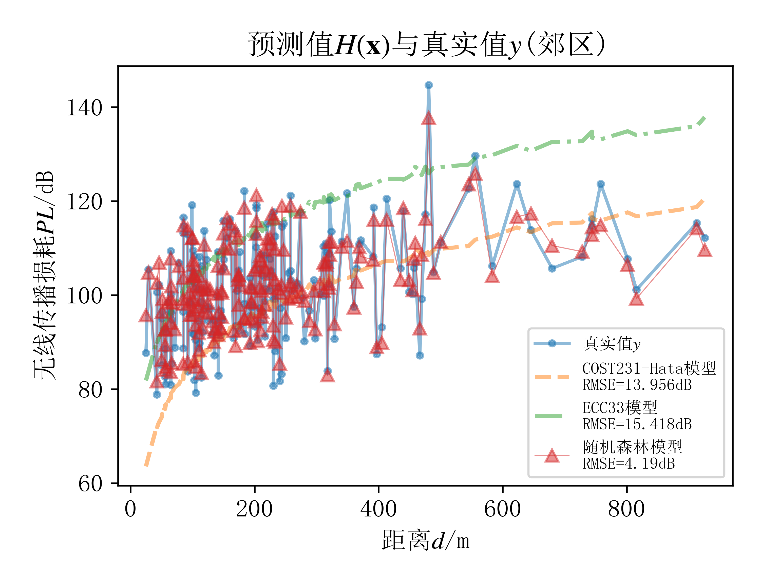 预测值H(x)与真实值y(郊区)
无线传播损耗PL/dB
140
120
100
80
60
0
200
400
600
800
距离d/m
真实值y
COST231-Hata模型
RMSE=13.956dB
ECC33模型
RMSE=15.418dB
随机森林模型
RMSE=4.19dB